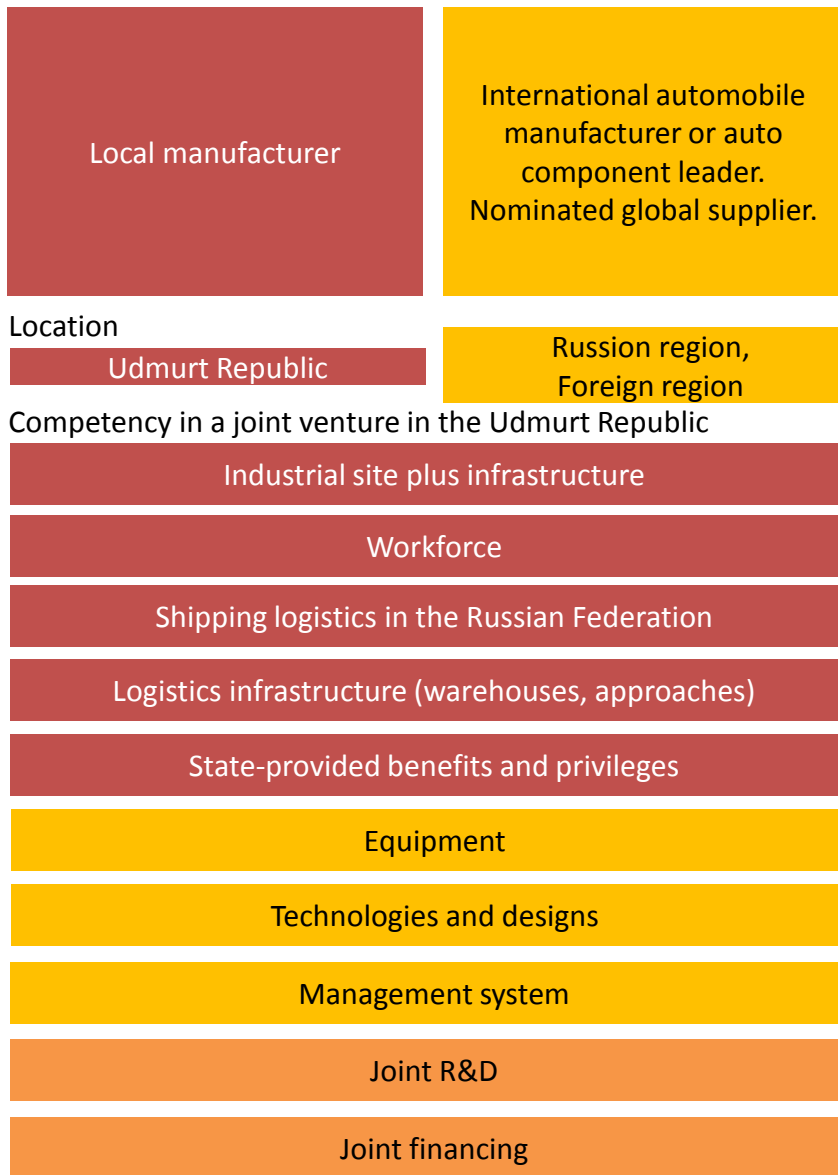 Local manufacturer
International automobile
manufacturer or auto
component leader.
Nominated global supplier.
Location
Udmurt Republic
Russion region,
Foreign region
Competency in a joint venture in the Udmurt Republic
Industrial site plus infrastructure
Workforce
Shipping logistics in the Russian Federation
Logistics infrastructure (warehouses, approaches)
State-provided benefits and privileges
Equipment
Technologies and designs
Management system
Joint R&D
Joint financing